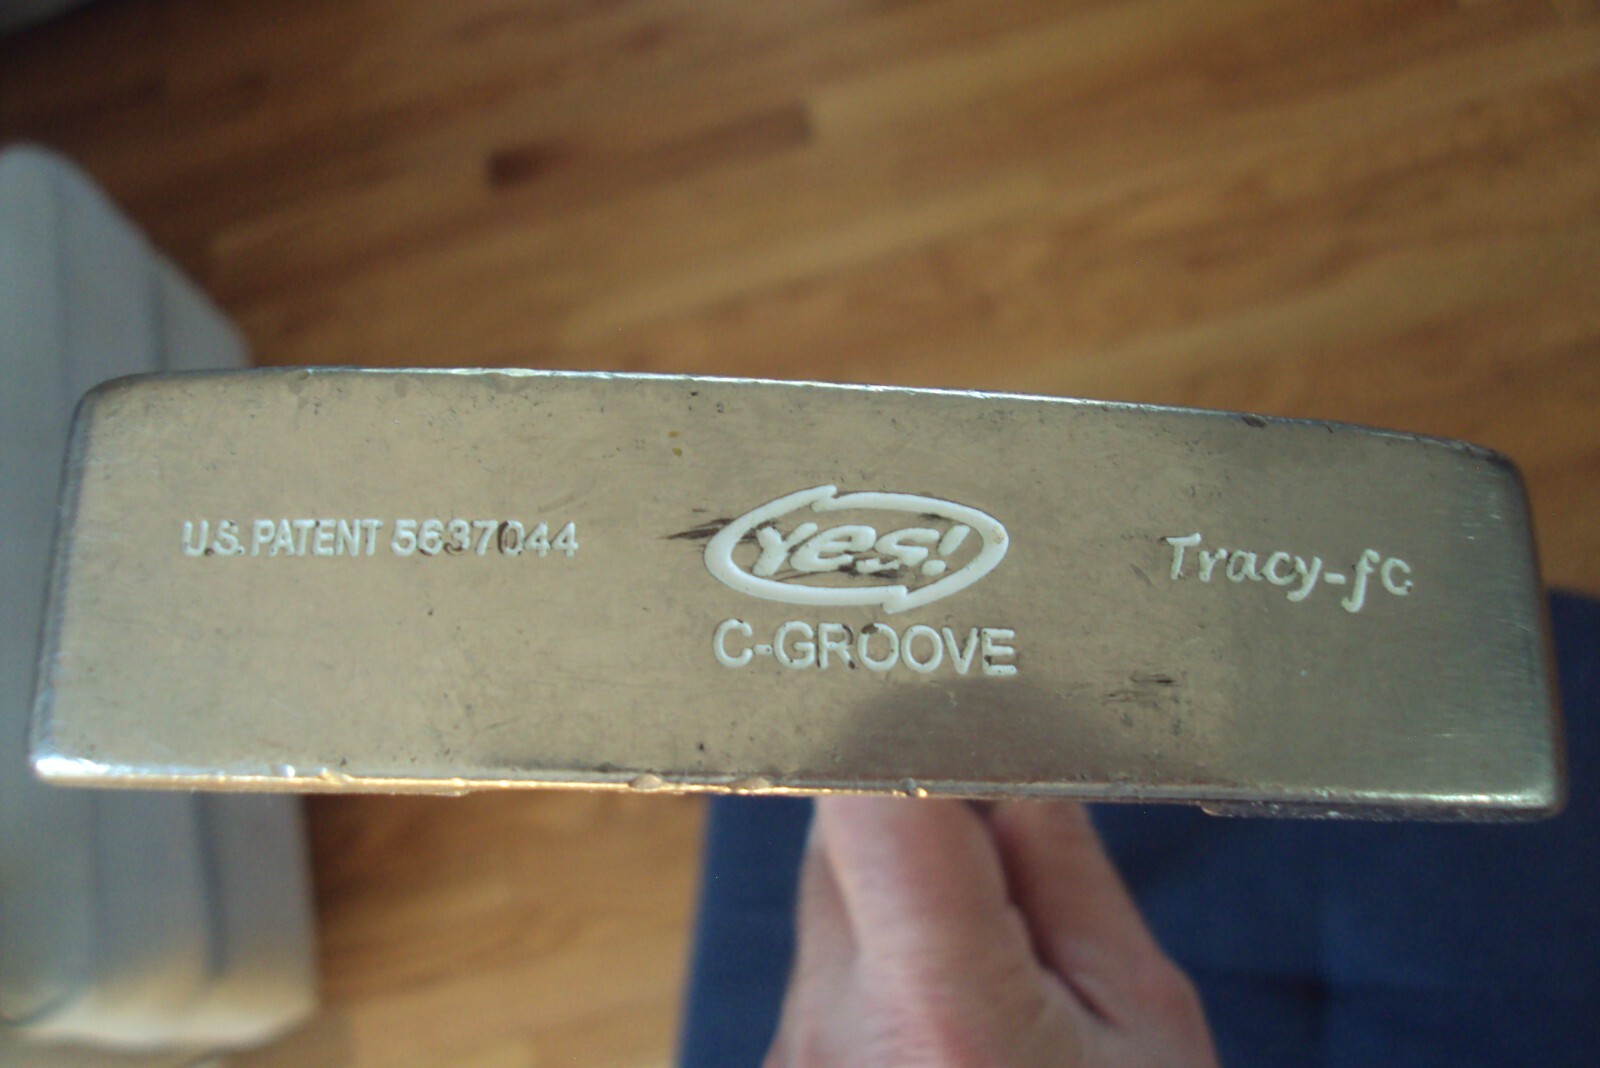 U.S. PATENT 5637044
Yes!
C-GROOVE
Tracy-fc